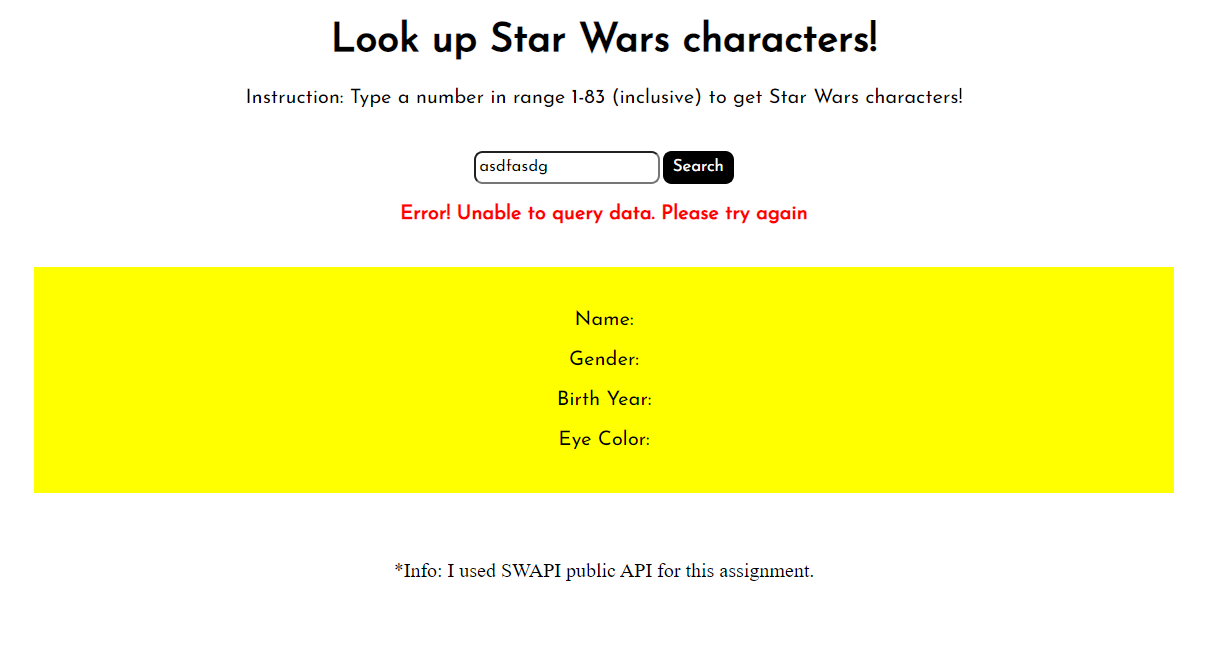 Look up Star Wars characters!
Instruction: Type a number in range 1-83 (inclusive) to get Star Wars characters!
asdfasdg Search
Error! Unable to query data. Please try again
Name:
Gender:
Birth Year:
Eye Color:
*Info: I used SWAPI public API for this assignment.